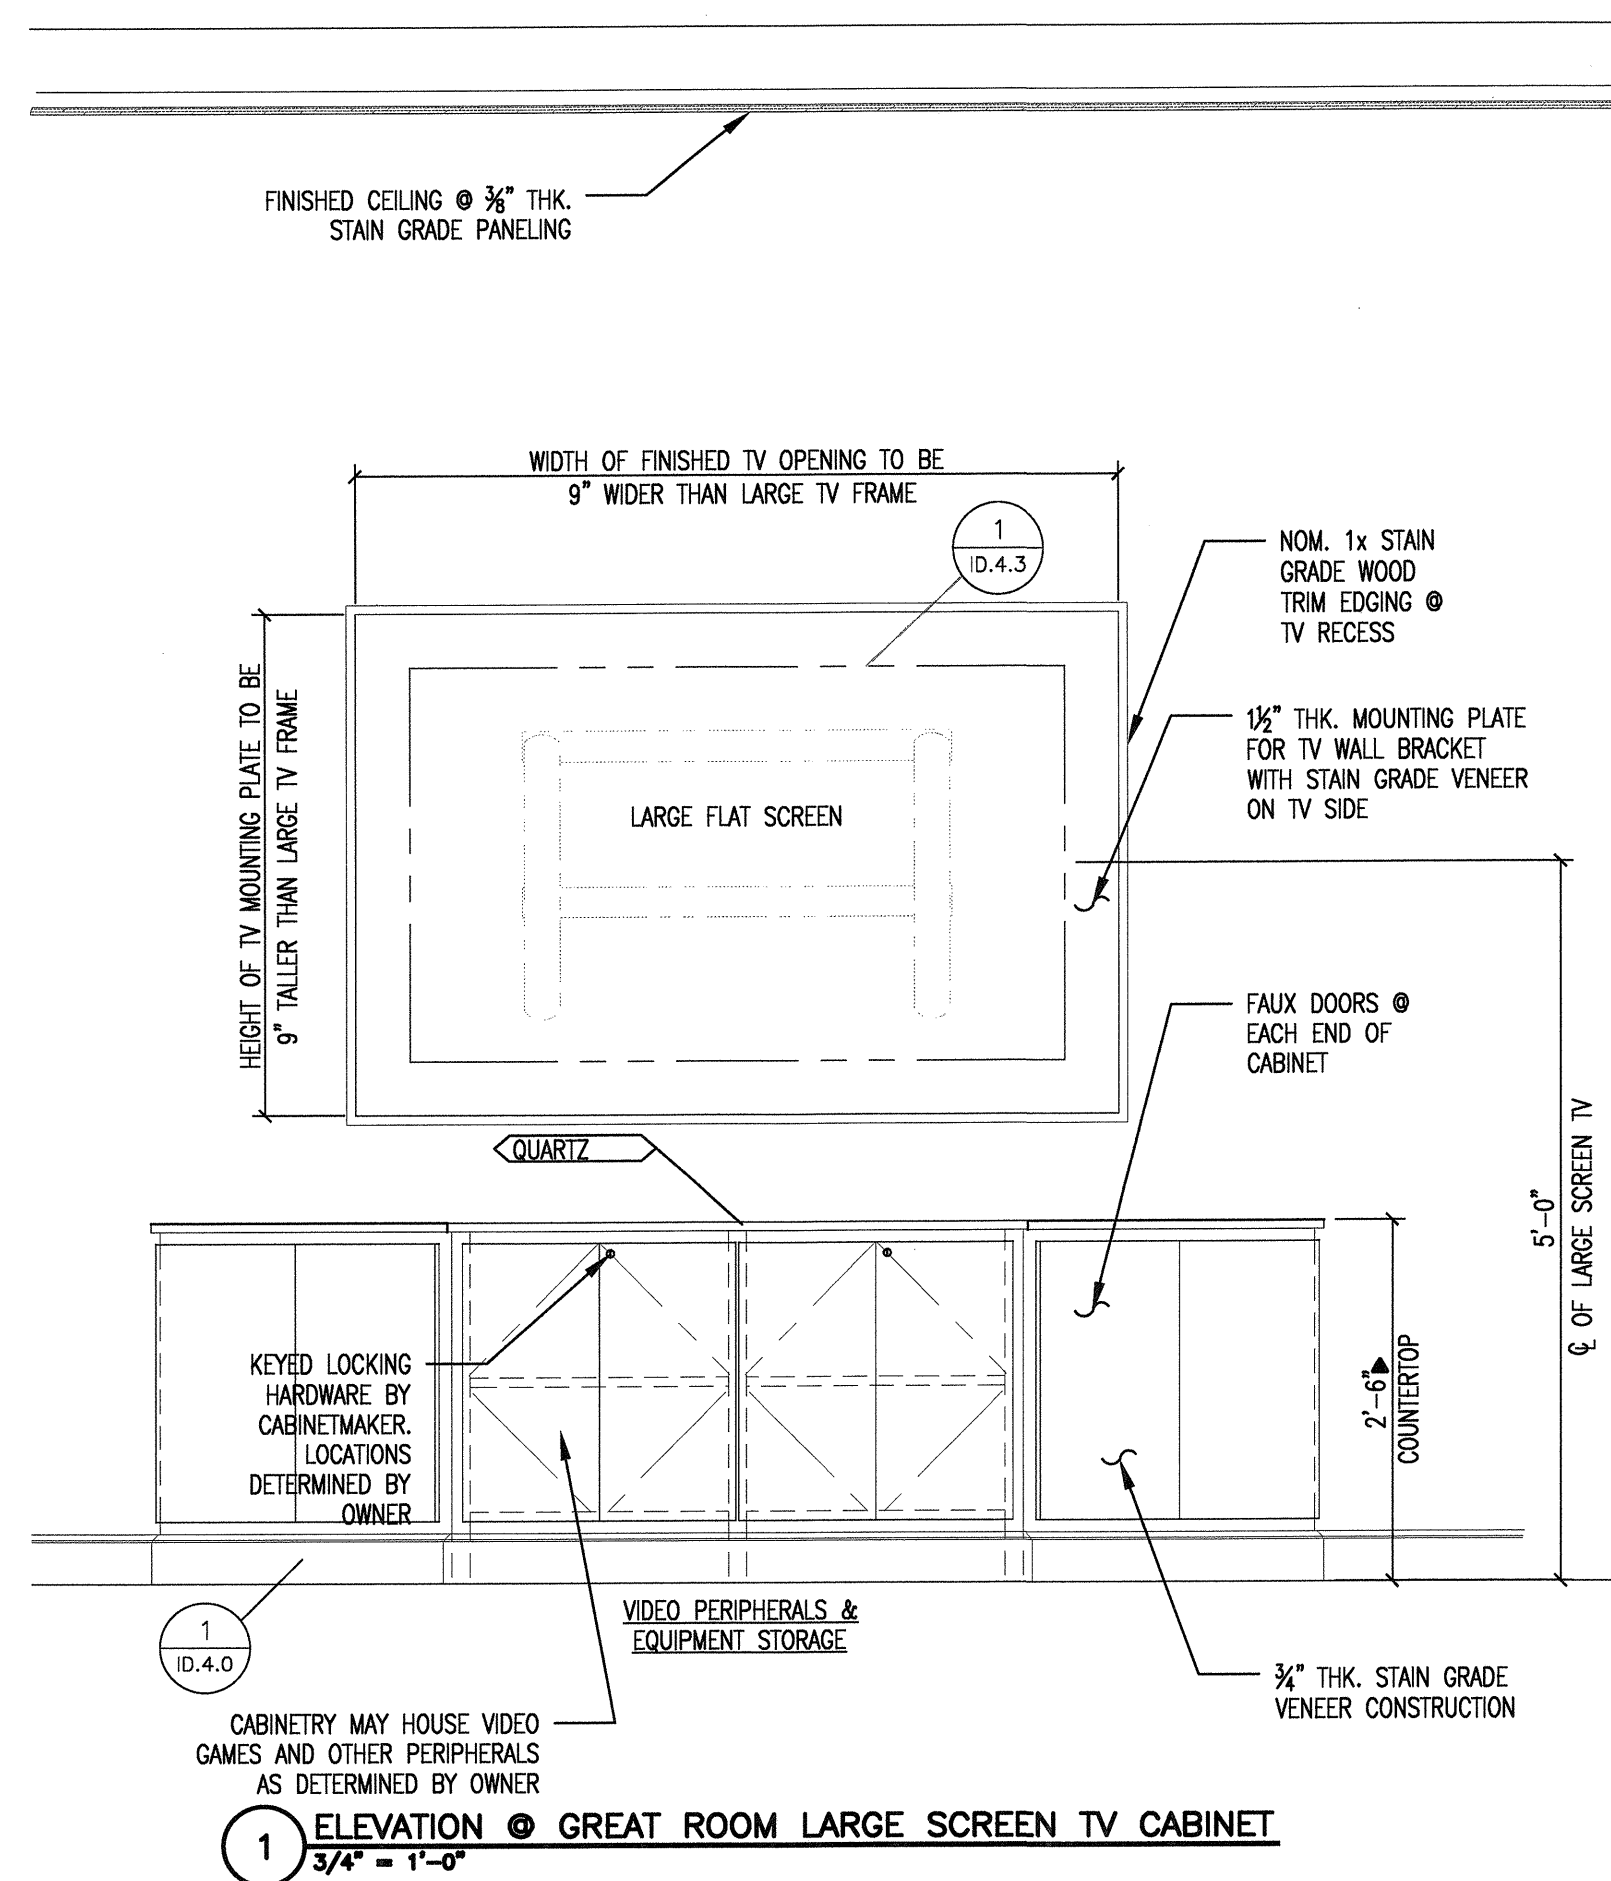 FINISHED CEILING @ ⅜" THK.
STAIN GRADE PANELING
WIDTH OF FINISHED TV OPENING TO BE
9" WIDER THAN LARGE TV FRAME
1
ID.4.3
NOM. 1x STAIN
GRADE WOOD
TRIM EDGING @
TV RECESS
HEIGHT OF TV MOUNTING PLATE TO BE
9" TALLER THAN LARGE TV FRAME
1½" THK. MOUNTING PLATE
FOR TV WALL BRACKET
WITH STAIN GRADE VENEER
ON TV SIDE
LARGE FLAT SCREEN
FAUX DOORS @
EACH END OF
CABINET
QUARTZ
5'-0"
℄ OF LARGE SCREEN TV
2'-6"▲
COUNTERTOP
KEYED LOCKING
HARDWARE BY
CABINETMAKER.
LOCATIONS
DETERMINED BY
OWNER
1
ID.4.0
VIDEO PERIPHERALS &
EQUIPMENT STORAGE
¾" THK. STAIN GRADE
VENEER CONSTRUCTION
CABINETRY MAY HOUSE VIDEO
GAMES AND OTHER PERIPHERALS
AS DETERMINED BY OWNER
1
ELEVATION @ GREAT ROOM LARGE SCREEN TV CABINET
3/4" = 1'-0"